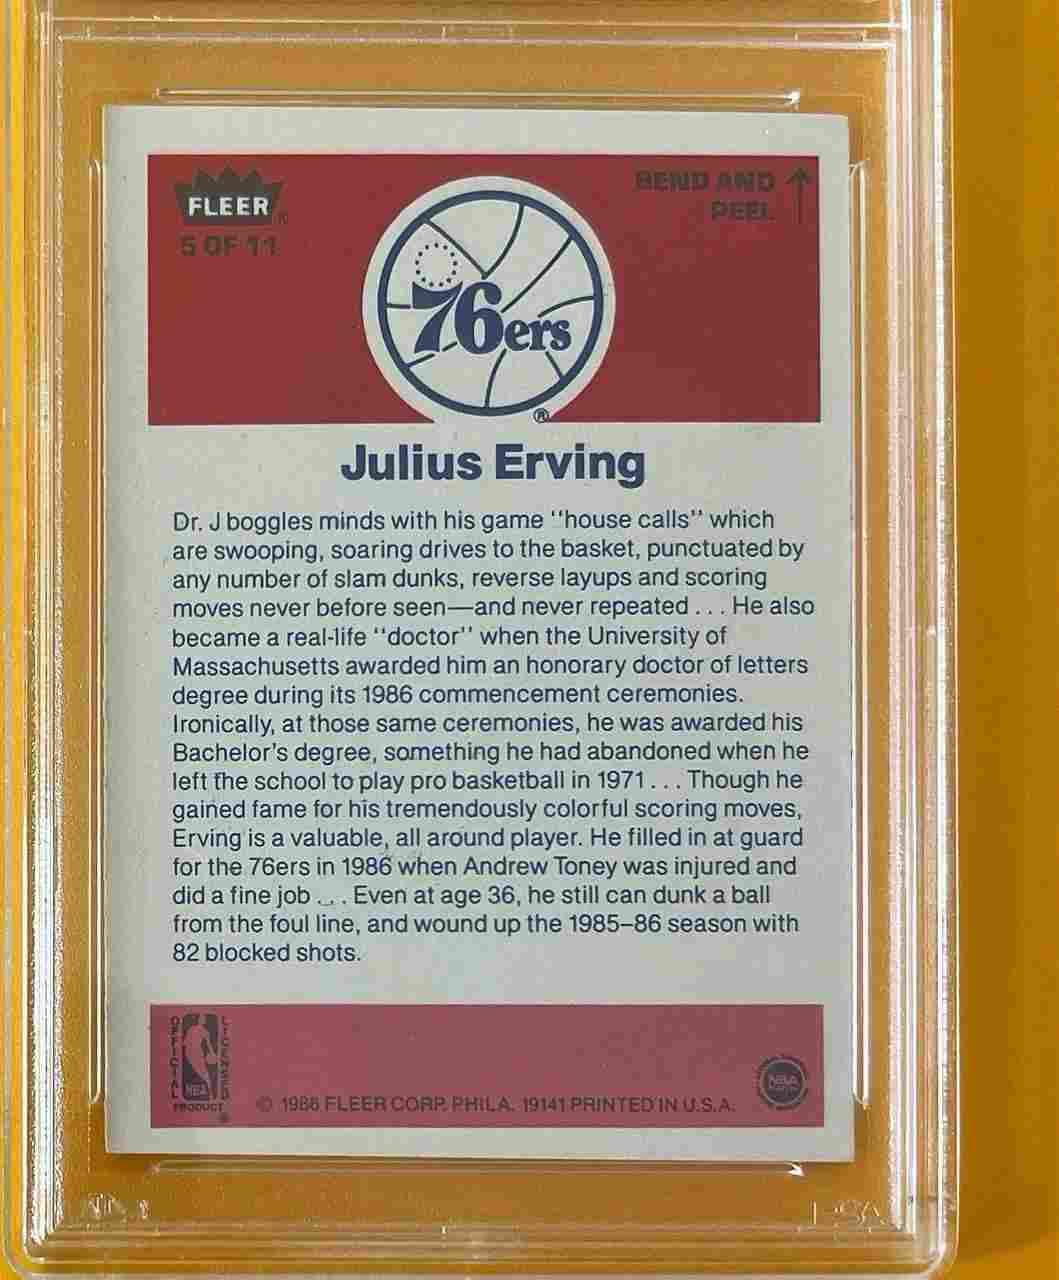 FLEER®
5 OF 11
BEND AND
PEEL
76ers
®
Julius Erving
Dr. J boggles minds with his game ''house calls'' which
are swooping, soaring drives to the basket, punctuated by
any number of slam dunks, reverse layups and scoring
moves never before seen—and never repeated . . . He also
became a real-life ''doctor'' when the University of
Massachusetts awarded him an honorary doctor of letters
degree during its 1986 commencement ceremonies.
Ironically, at those same ceremonies, he was awarded his
Bachelor's degree, something he had abandoned when he
left the school to play pro basketball in 1971 . . . Though he
gained fame for his tremendously colorful scoring moves,
Erving is a valuable, all around player. He filled in at guard
for the 76ers in 1986 when Andrew Toney was injured and
did a fine job . . . Even at age 36, he still can dunk a ball
from the foul line, and wound up the 1985–86 season with
82 blocked shots.
OFFICIAL
LICENSED
NBA
PRODUCT
®
© 1986 FLEER CORP. PHILA. 19141 PRINTED IN U.S.A.
NBA
PSA